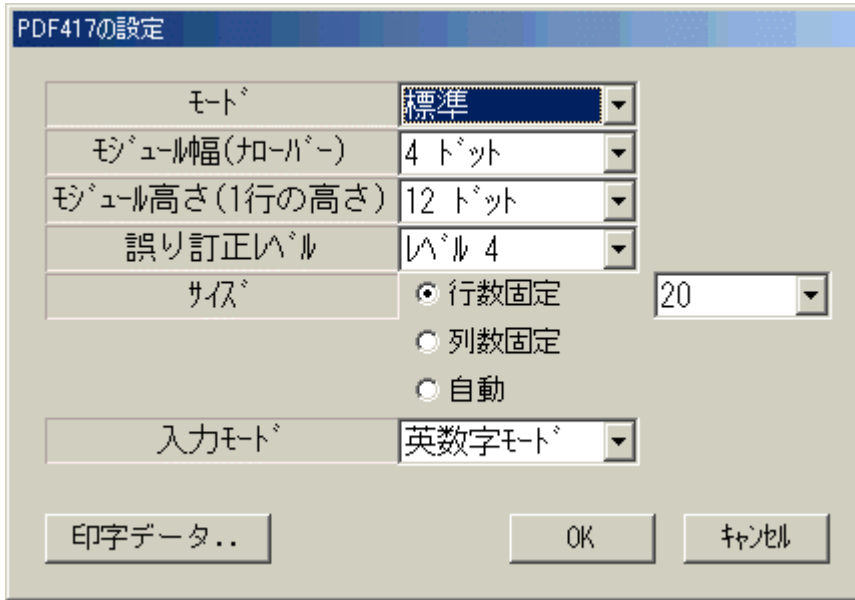 PDF417の設定
ﾓｰﾄﾞ 標準
ﾓｼﾞｭｰﾙ幅(ﾅﾛｰﾊﾞｰ) 4 ﾄﾞｯﾄ
ﾓｼﾞｭｰﾙ高さ(1行の高さ) 12 ﾄﾞｯﾄ
誤り訂正ﾚﾍﾞﾙ ﾚﾍﾞﾙ 4
ｻｲｽﾞ 行数固定 20
列数固定
自動
入力ﾓｰﾄﾞ 英数字ﾓｰﾄﾞ
印字データ.. OK ｷｬﾝｾﾙ